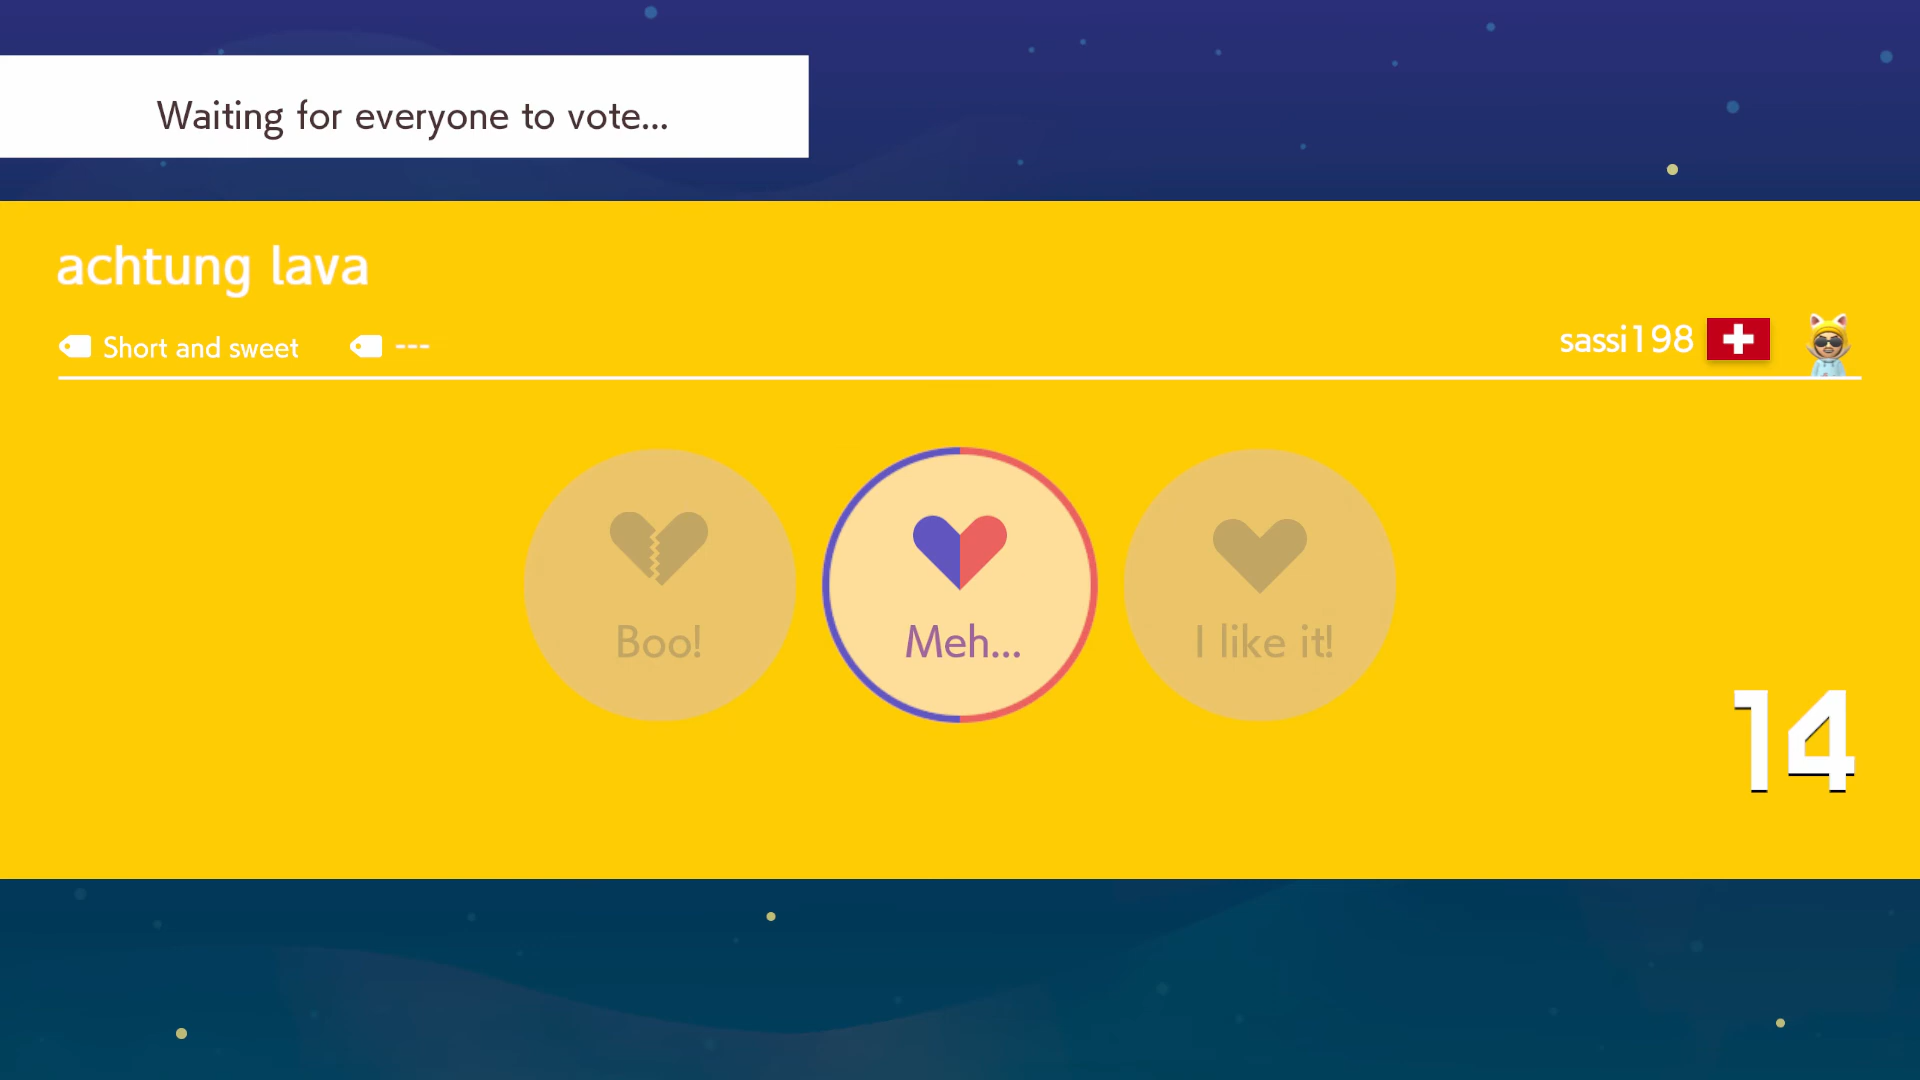 Waiting for everyone to vote...
achtung lava
Short and sweet ---
sassi198
Boo!
Meh...
I like it!
14